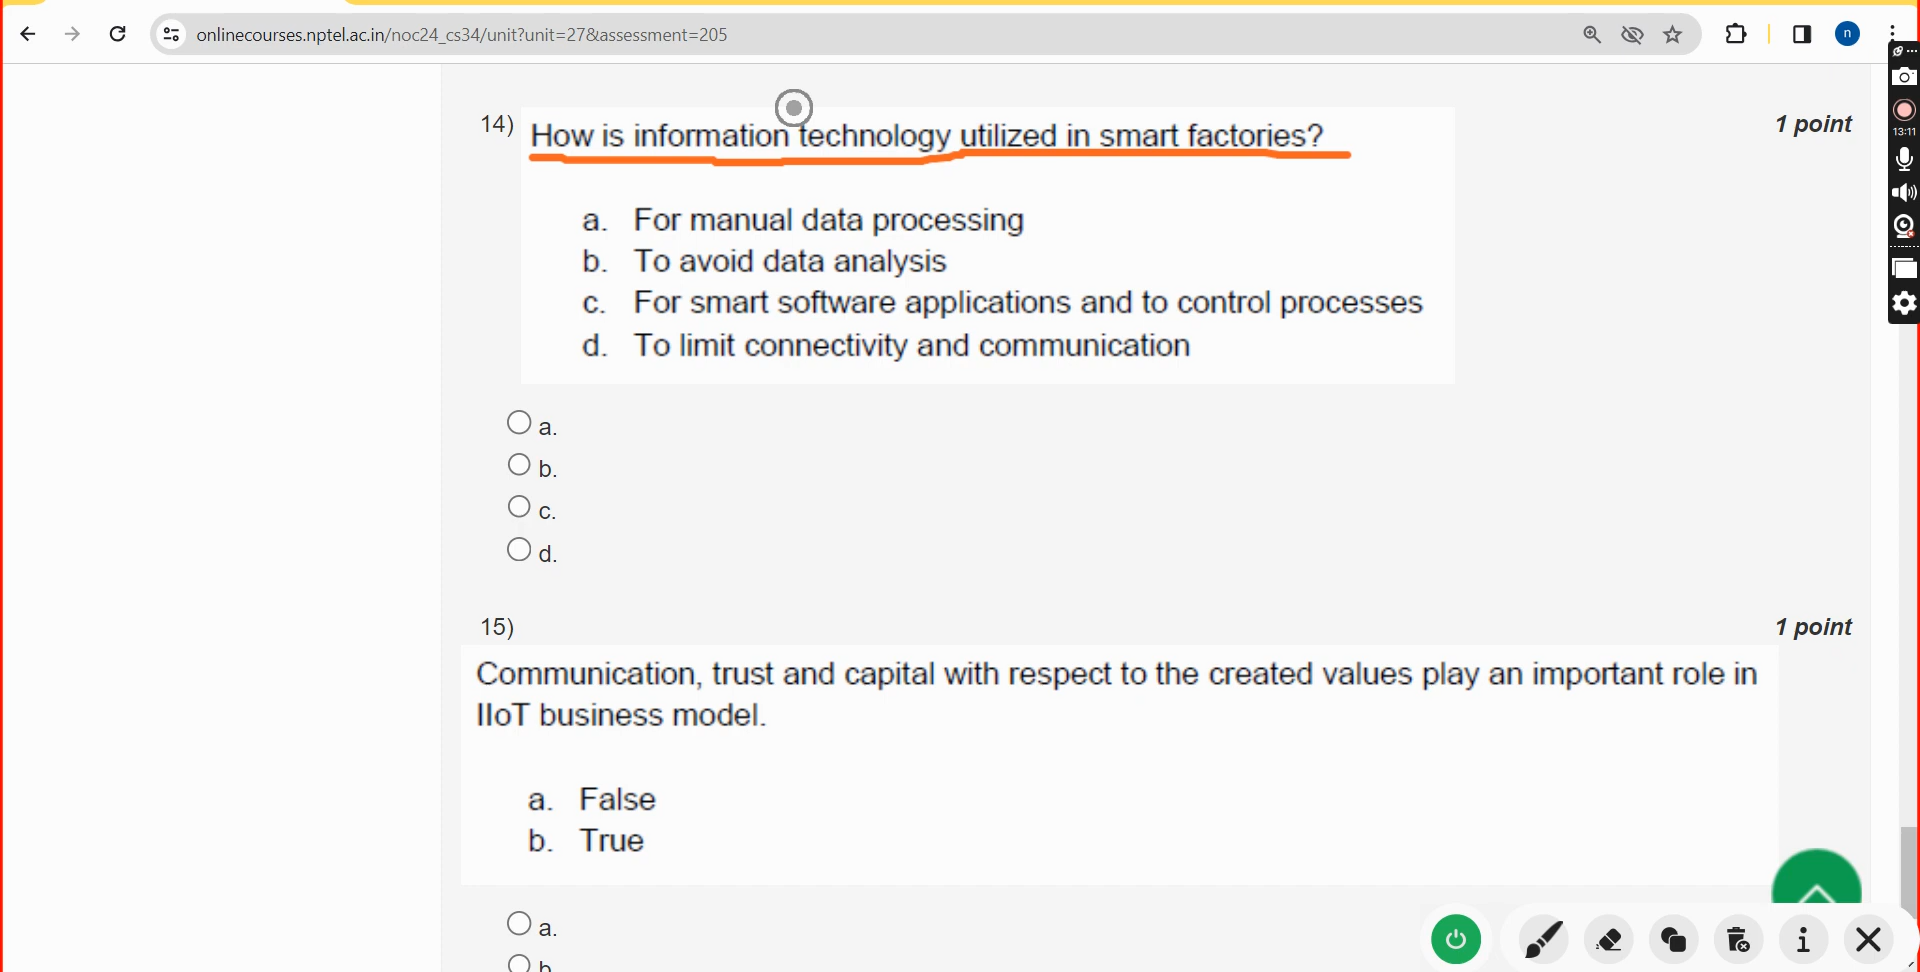 onlinecourses.nptel.ac.in/noc24_cs34/unit?unit=27&assessment=205
n
13:11
14)
1 point
How is information technology utilized in smart factories?
a. For manual data processing
b. To avoid data analysis
c. For smart software applications and to control processes
d. To limit connectivity and communication
a.
b.
c.
d.
15)
1 point
Communication, trust and capital with respect to the created values play an important role in
IIoT business model.
a. False
b. True
a.
b